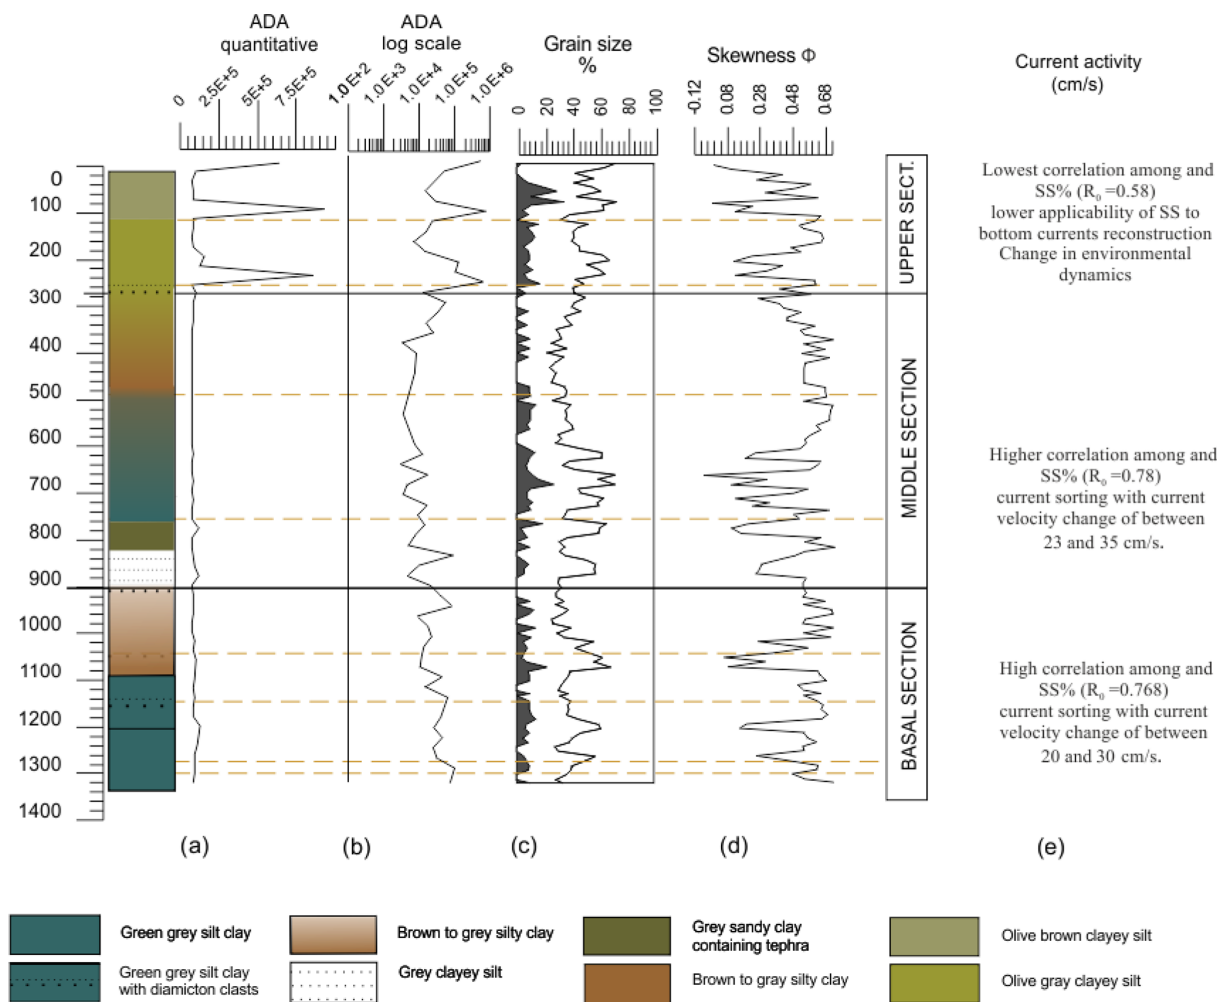 ADA
quantitative
ADA
log scale
Grain size
%
Skewness Φ
Current activity
(cm/s)
0
2.5E+5
5E+5
7.5E+5
1.0E+2
1.0E+3
1.0E+4
1.0E+5
1.0E+6
0
20
40
60
80
100
-0.12
0.08
0.28
0.48
0.68
0
100
200
300
400
500
600
700
800
900
1000
1100
1200
1300
1400
UPPER SECT.
MIDDLE SECTION
BASAL SECTION
Lowest correlation among and
SS% (R₀ =0.58)
lower applicability of SS to
bottom currents reconstruction
Change in environmental
dynamics
Higher correlation among and
SS% (R₀ =0.78)
current sorting with current
velocity change of between
23 and 35 cm/s.
High correlation among and
SS% (R₀ =0.768)
current sorting with current
velocity change of between
20 and 30 cm/s.
(a)
(b)
(c)
(d)
(e)
Green grey silt clay
Brown to grey silty clay
Grey sandy clay
containing tephra
Olive brown clayey silt
Green grey silt clay
with diamicton clasts
Grey clayey silt
Brown to gray silty clay
Olive gray clayey silt